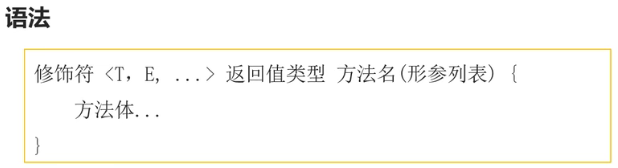 语法
修饰符 <T，E, ...> 返回值类型 方法名(形参列表) {
方法体...
}